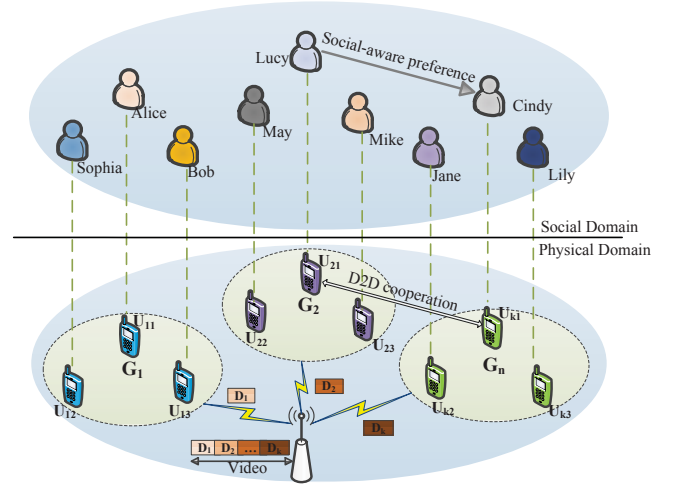 Lucy
Social-aware preference
Alice
Cindy
May
Mike
Sophia
Bob
Jane
Lily
Social Domain
Physical Domain
U21
D2D cooperation
G2
U11
U22
U23
Uk1
G1
Gn
U12
U13
Uk2
Uk3
D1
D2
Dk
D1 D2 ... Dk
Video